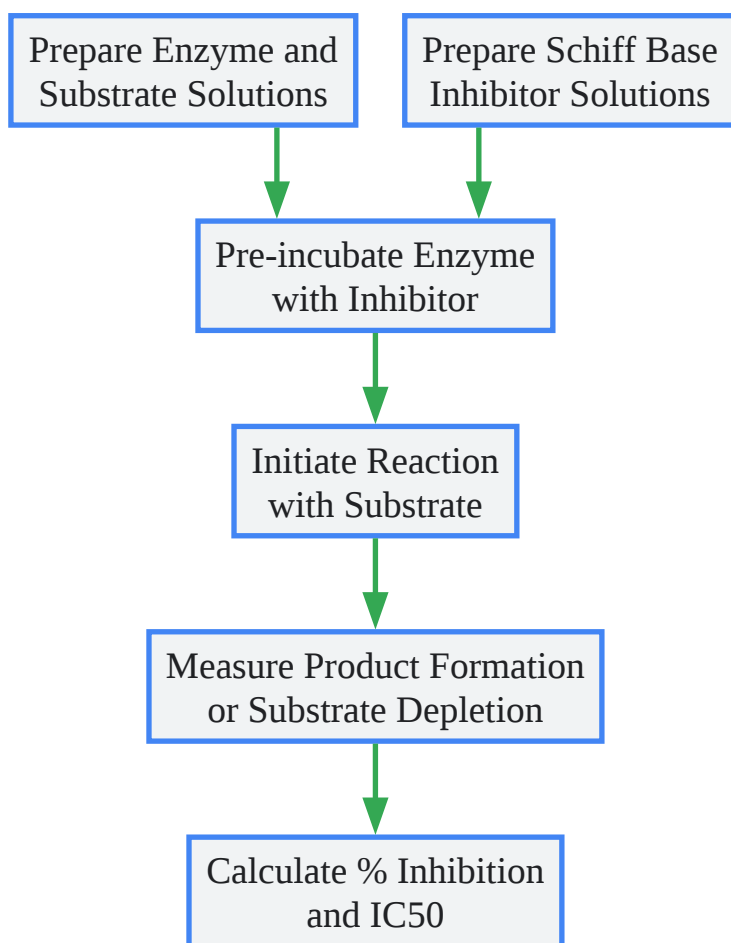 Prepare Enzyme and
Substrate Solutions
Prepare Schiff Base
Inhibitor Solutions
Pre-incubate Enzyme
with Inhibitor
Initiate Reaction
with Substrate
Measure Product Formation
or Substrate Depletion
Calculate % Inhibition
and IC50